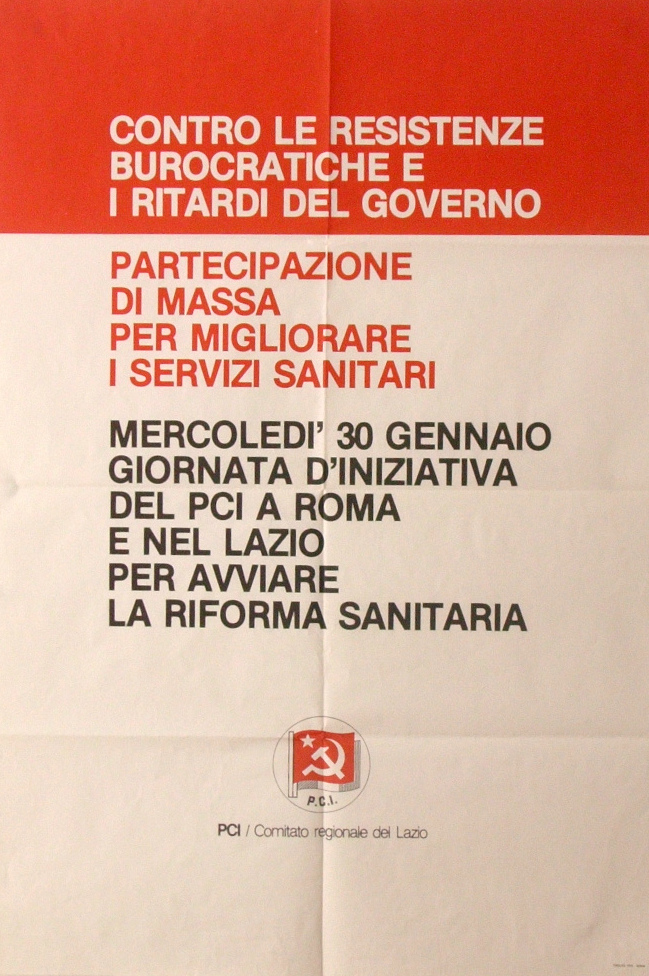 CONTRO LE RESISTENZE
BUROCRATICHE E
I RITARDI DEL GOVERNO
PARTECIPAZIONE
DI MASSA
PER MIGLIORARE
I SERVIZI SANITARI
MERCOLEDI' 30 GENNAIO
GIORNATA D'INIZIATIVA
DEL PCI A ROMA
E NEL LAZIO
PER AVVIARE
LA RIFORMA SANITARIA
P.C.I.
PCI / Comitato regionale del Lazio